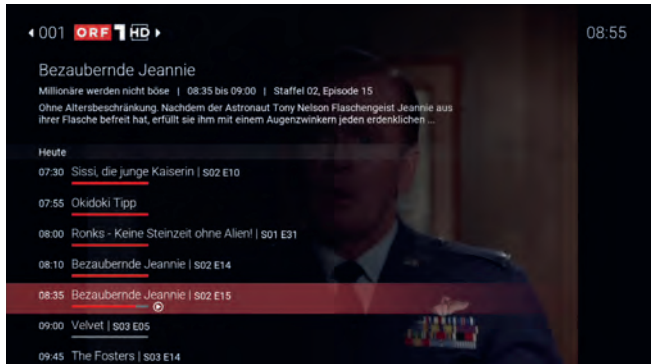 001 ORF 1 HD 08:55
Bezaubernde Jeannie
Millionäre werden nicht böse | 08:35 bis 09:00 | Staffel 02, Episode 15
Ohne Altersbeschränkung. Nachdem der Astronaut Tony Nelson Flaschengeist Jeannie aus
ihrer Flasche befreit hat, erfüllt sie ihm mit einem Augenzwinkern jeden erdenklichen ...
Heute
07:30 Sissi, die junge Kaiserin | S02 E10
07:55 Okidoki Tipp
08:00 Ronks - Keine Steinzeit ohne Alien! | S01 E31
08:10 Bezaubernde Jeannie | S02 E14
08:35 Bezaubernde Jeannie | S02 E15
09:00 Velvet | S03 E05
09:45 The Fosters | S03 E14